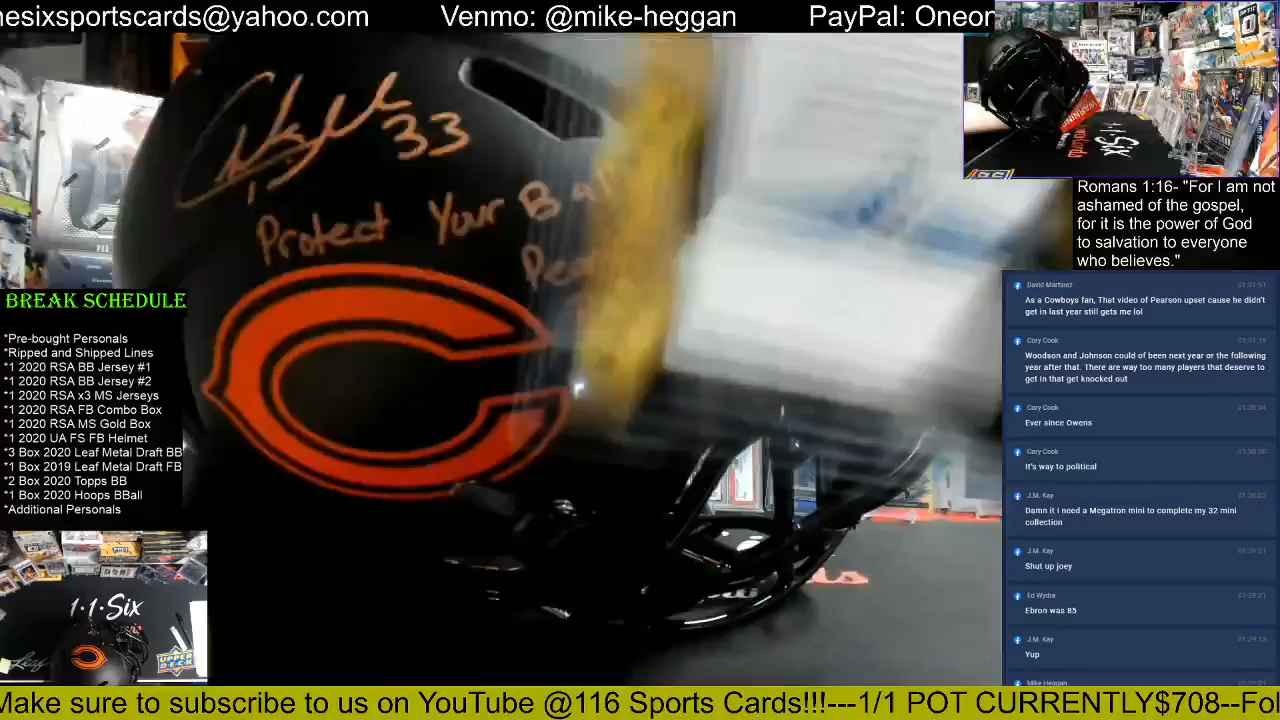 nesixsportscards@yahoo.com Venmo: @mike-heggan PayPal: Oneon
33
Protect Your
WARNING
1·1·Six
Romans 1:16- "For I am not
ashamed of the gospel,
for it is the power of God
to salvation to everyone
who believes."
BREAK SCHEDULE
*Pre-bought Personals
*Ripped and Shipped Lines
*1 2020 RSA BB Jersey #1
*1 2020 RSA BB Jersey #2
*1 2020 RSA x3 MS Jerseys
*1 2020 RSA FB Combo Box
*1 2020 RSA MS Gold Box
*1 2020 UA FS FB Helmet
*3 Box 2020 Leaf Metal Draft BB
*1 Box 2019 Leaf Metal Draft FB
*2 Box 2020 Topps BB
*1 Box 2020 Hoops BBall
*Additional Personals
1·1·Six
Leaf
UPPER DECK
David Martinez
As a Cowboys fan, That video of Pearson upset cause he didn't
get in last year still gets me lol
Cory Cook
Woodson and Johnson could of been next year or the following
year after that. There are way too many players that deserve to
get in that get knocked out
Cory Cook
Ever since Owens
Cory Cook
It's way to political
J.M. Kay
Damn it i need a Megatron mini to complete my 32 mini
collection
J.M. Kay
Shut up joey
Ed Wydra
Ebron was 85
J.M. Kay
Yup
Mike Heggan
Make sure to subscribe to us on YouTube @116 Sports Cards!!!---1/1 POT CURRENTLY$708--Fol